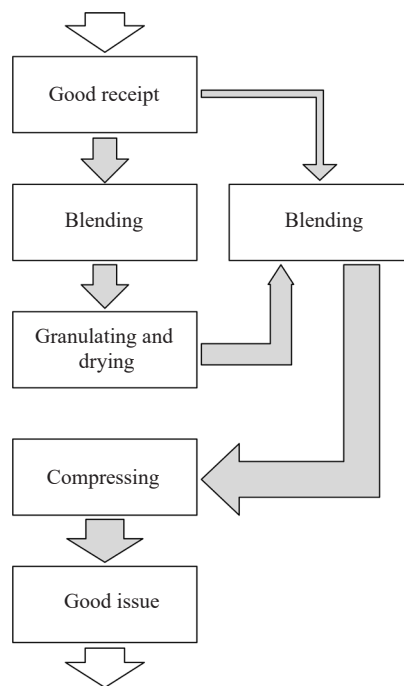 Good receipt
Blending
Blending
Granulating and
drying
Compressing
Good issue